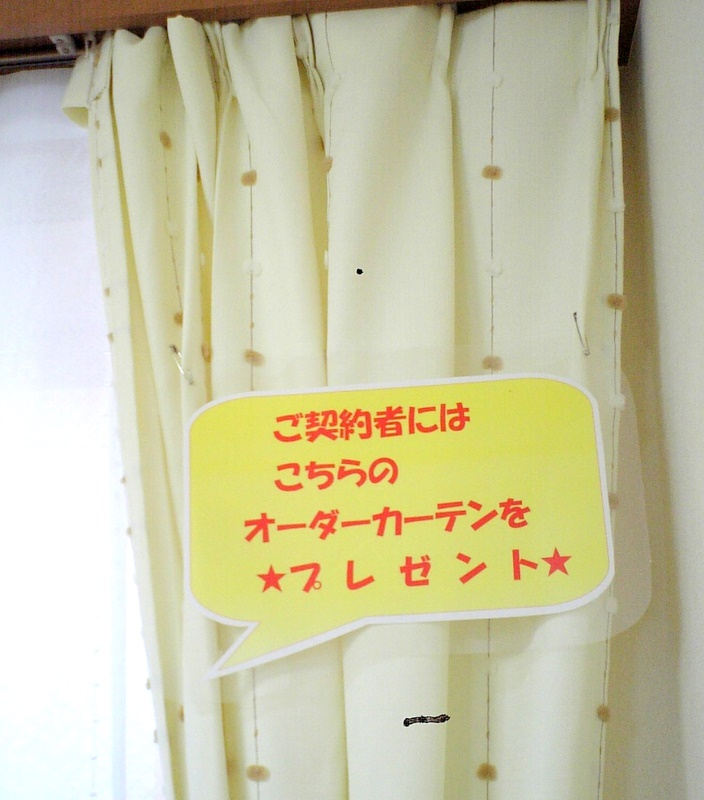 ご契約者には
こちらの
オーダーカーテンを
★プレゼント★